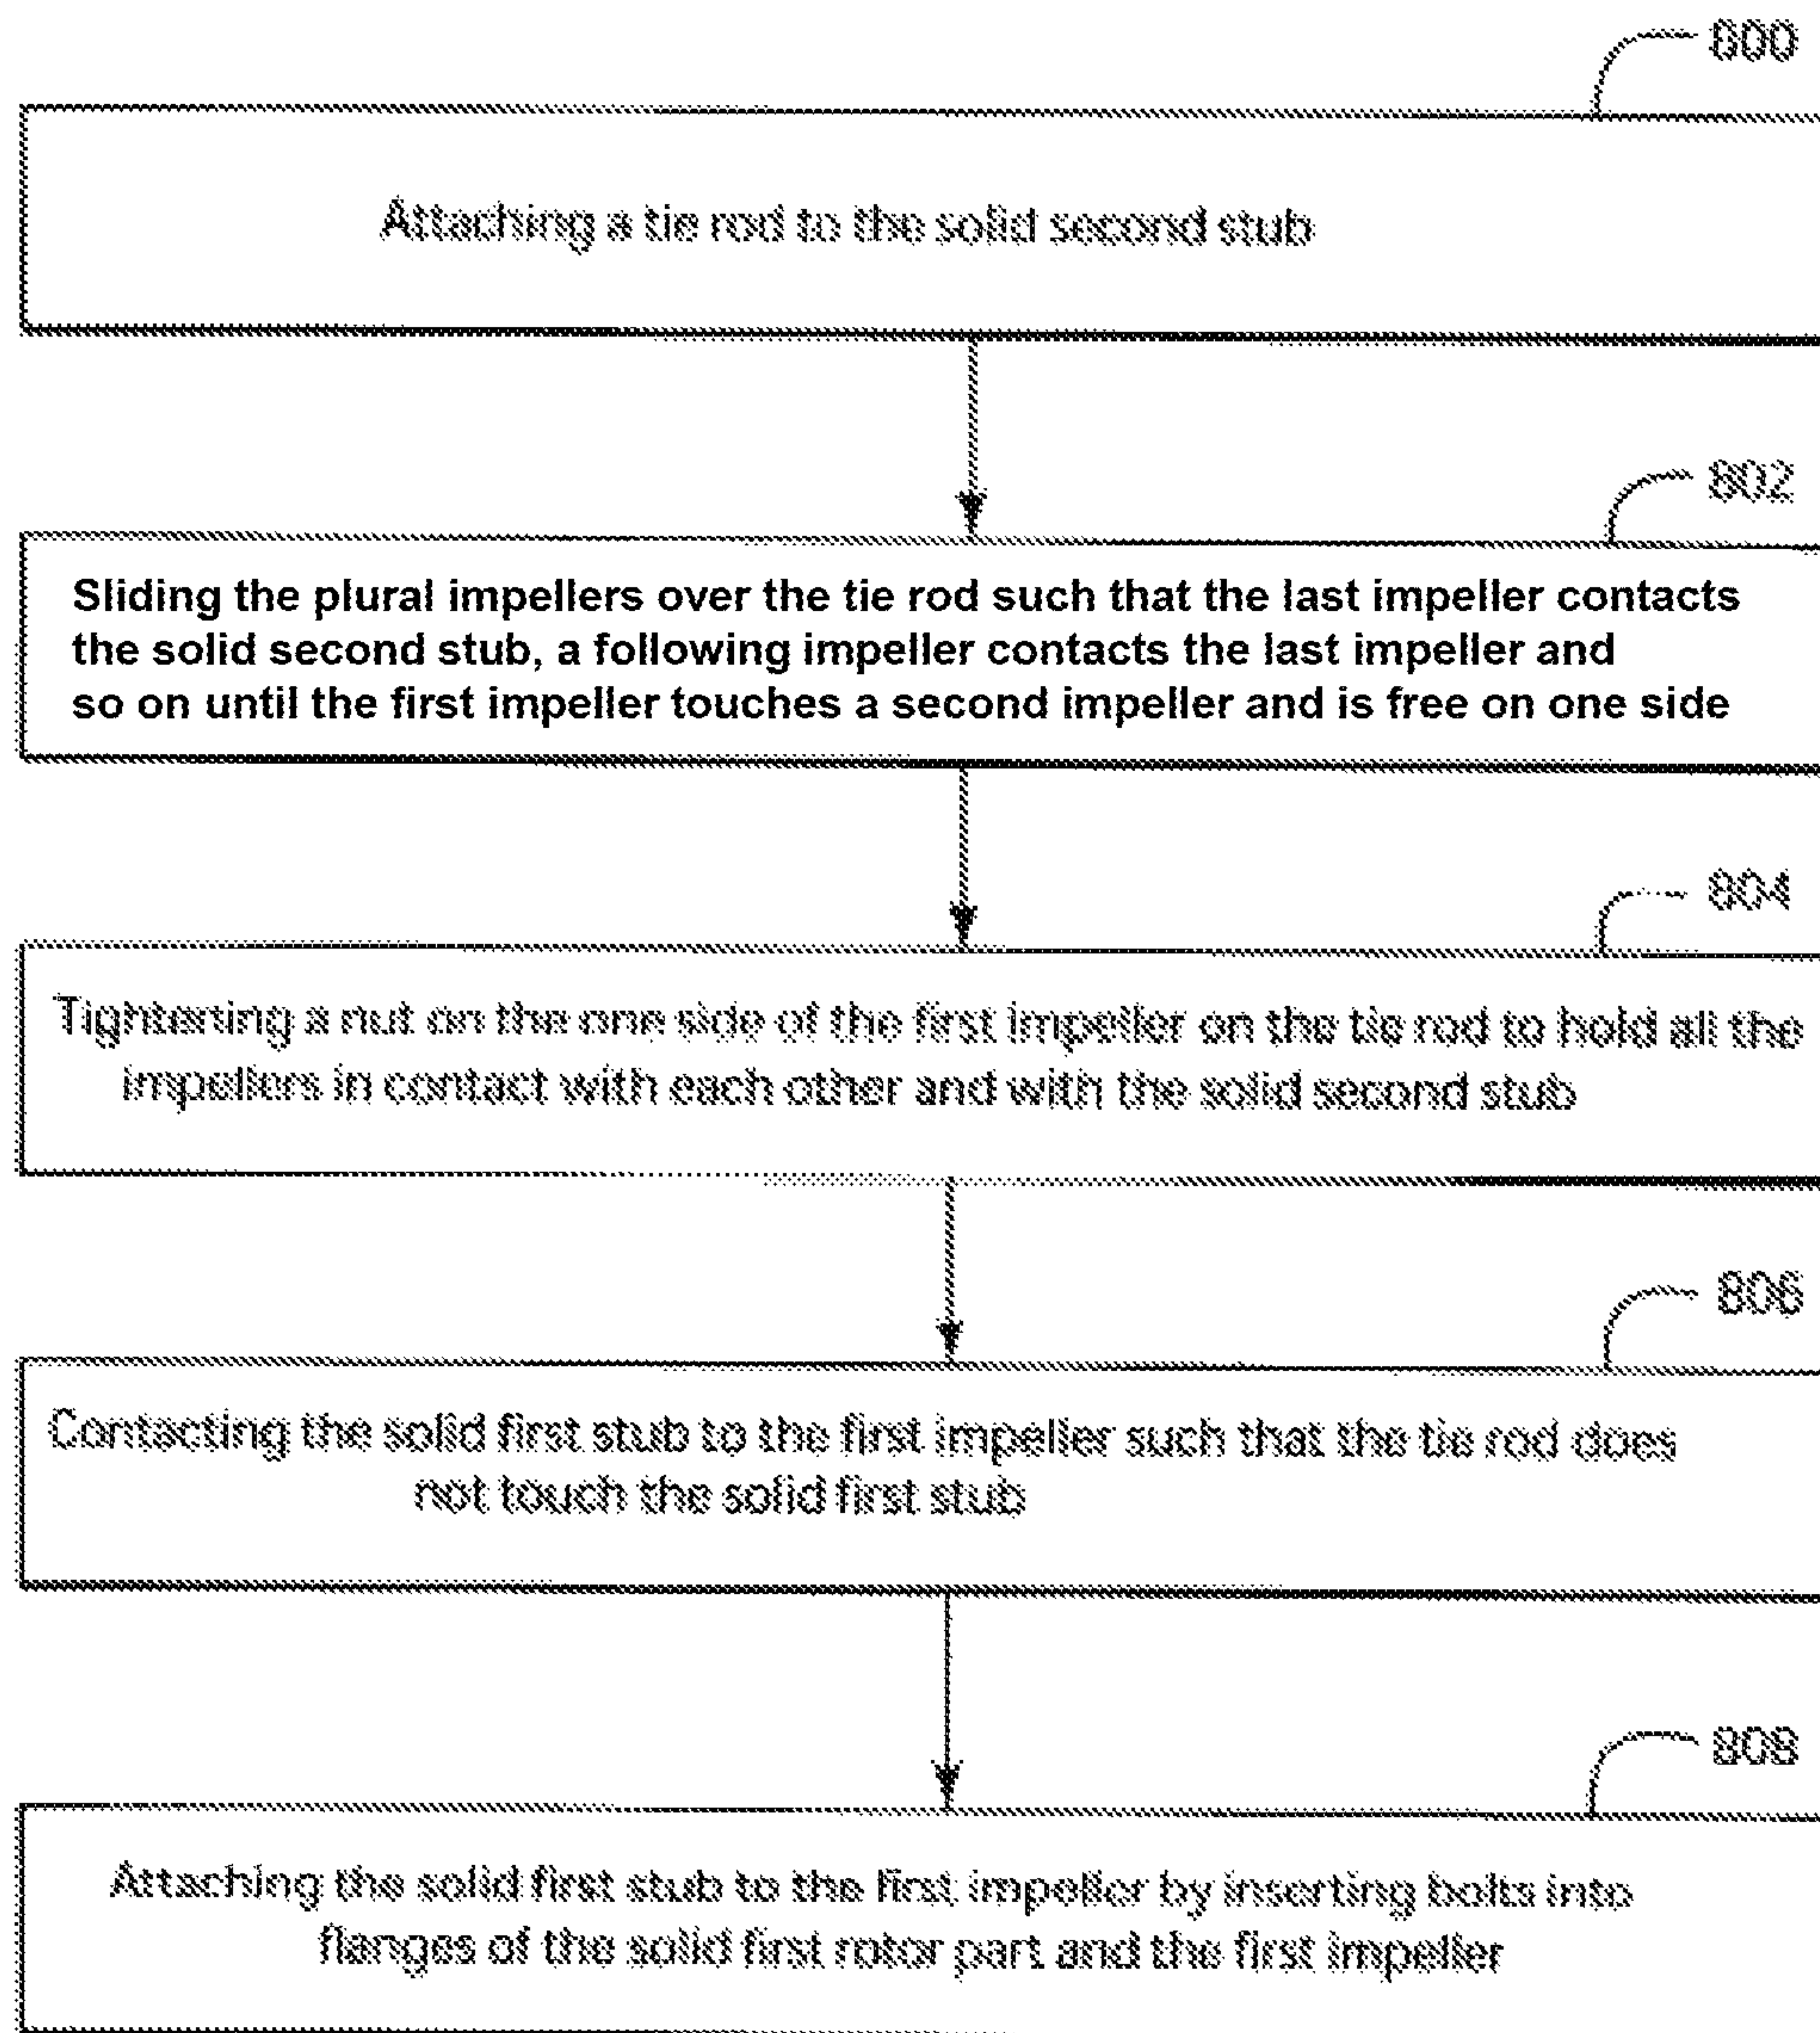 800
Attaching a tie rod to the solid second stub
802
Sliding the plural impellers over the tie rod such that the last impeller contacts
the solid second stub, a following impeller contacts the last impeller and
so on until the first impeller touches a second impeller and is free on one side
804
Tightening a nut on the one side of the first impeller on the tie rod to hold all the
impellers in contact with each other and with the solid second stub
806
Contacting the solid first stub to the first impeller such that the tie rod does
not touch the solid first stub
808
Attaching the solid first stub to the first impeller by inserting bolts into
flanges of the solid first rotor part and the first impeller